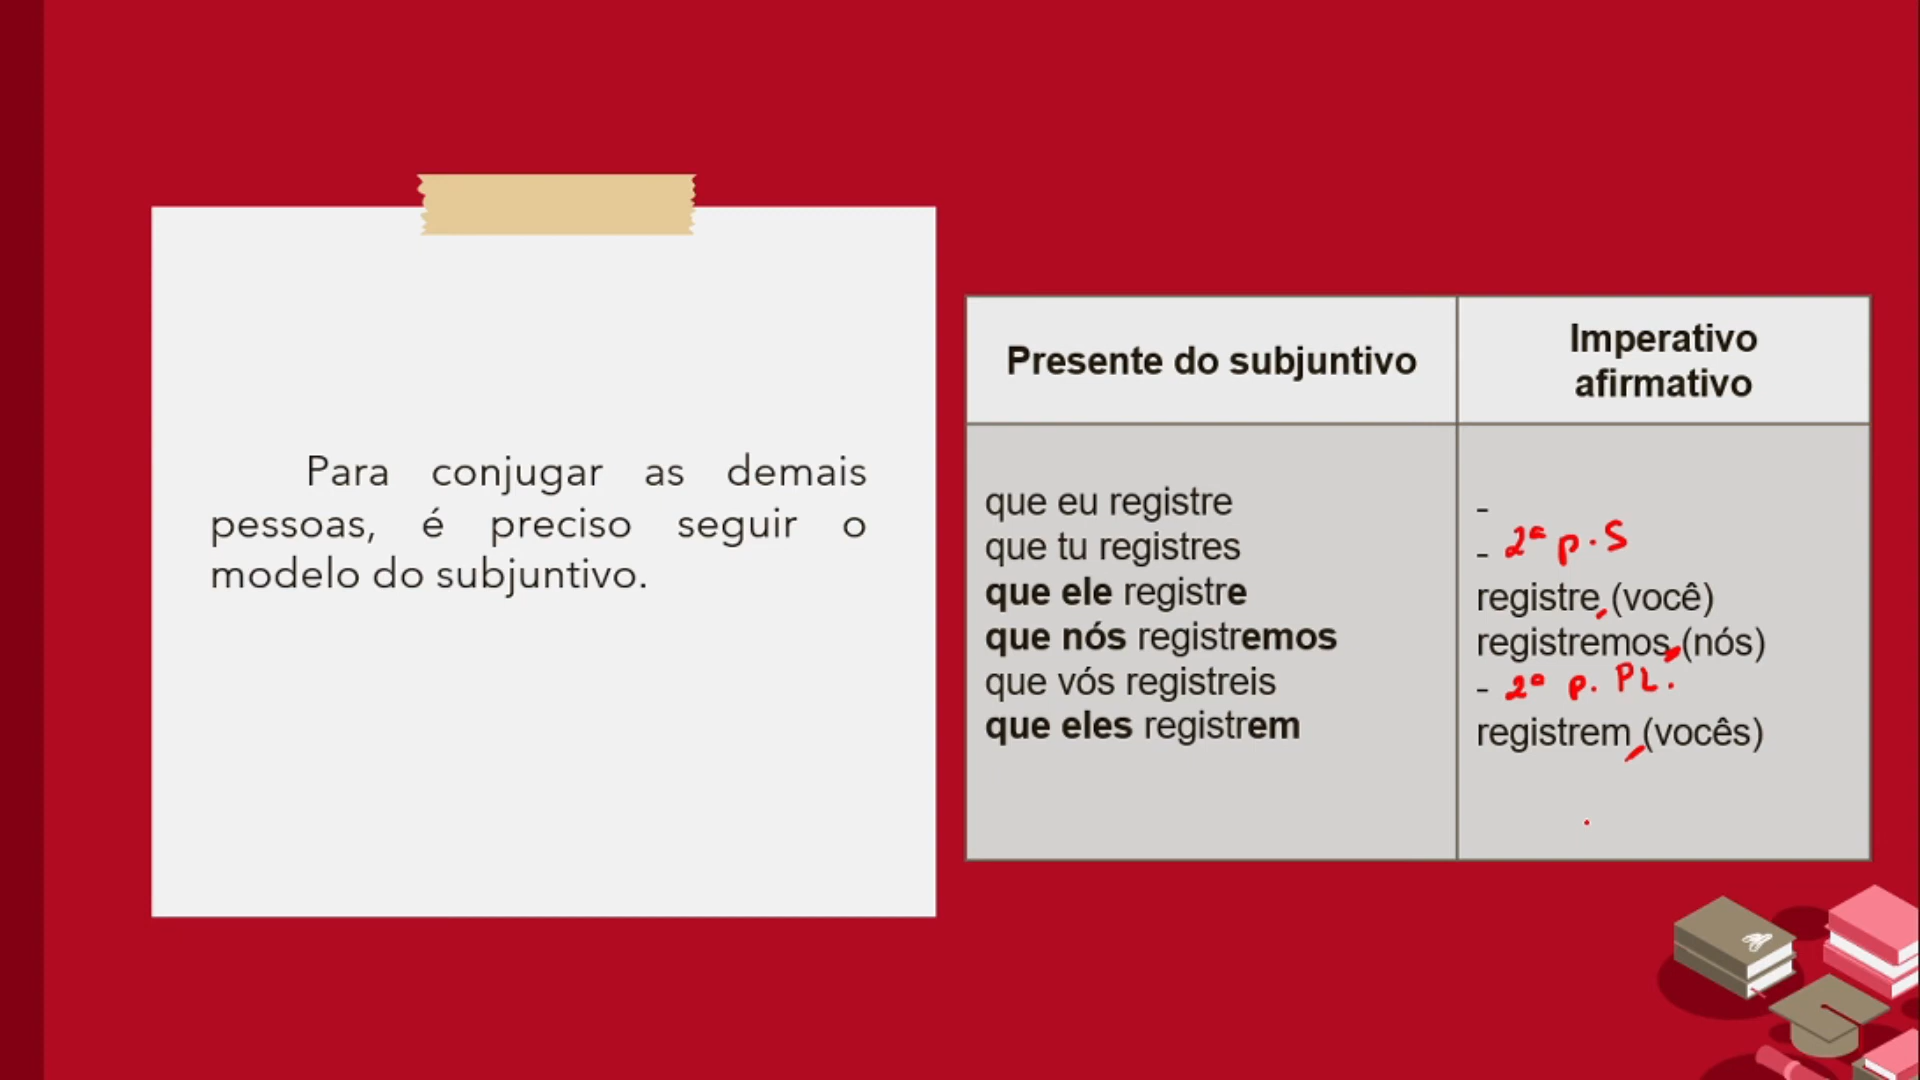 Para conjugar as demais
pessoas, é preciso seguir o
modelo do subjuntivo.
Presente do subjuntivo
Imperativo
afirmativo
que eu registre
que tu registres
que ele registre
que nós registremos
que vós registreis
que eles registrem
-
- 2ª p. S
registre, (você)
registremos, (nós)
- 2ª p. PL.
registrem, (vocês)